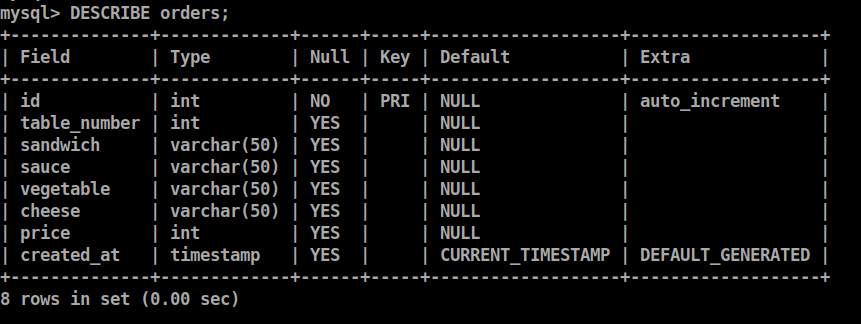 mysql> DESCRIBE orders;
+--------------+-------------+------+-----+-------------------+-------------------+
| Field        | Type        | Null | Key | Default           | Extra             |
+--------------+-------------+------+-----+-------------------+-------------------+
| id           | int         | NO   | PRI | NULL              | auto_increment    |
| table_number | int         | YES  |     | NULL              |                   |
| sandwich     | varchar(50) | YES  |     | NULL              |                   |
| sauce        | varchar(50) | YES  |     | NULL              |                   |
| vegetable    | varchar(50) | YES  |     | NULL              |                   |
| cheese       | varchar(50) | YES  |     | NULL              |                   |
| price        | int         | YES  |     | NULL              |                   |
| created_at   | timestamp   | YES  |     | CURRENT_TIMESTAMP | DEFAULT_GENERATED |
+--------------+-------------+------+-----+-------------------+-------------------+
8 rows in set (0.00 sec)